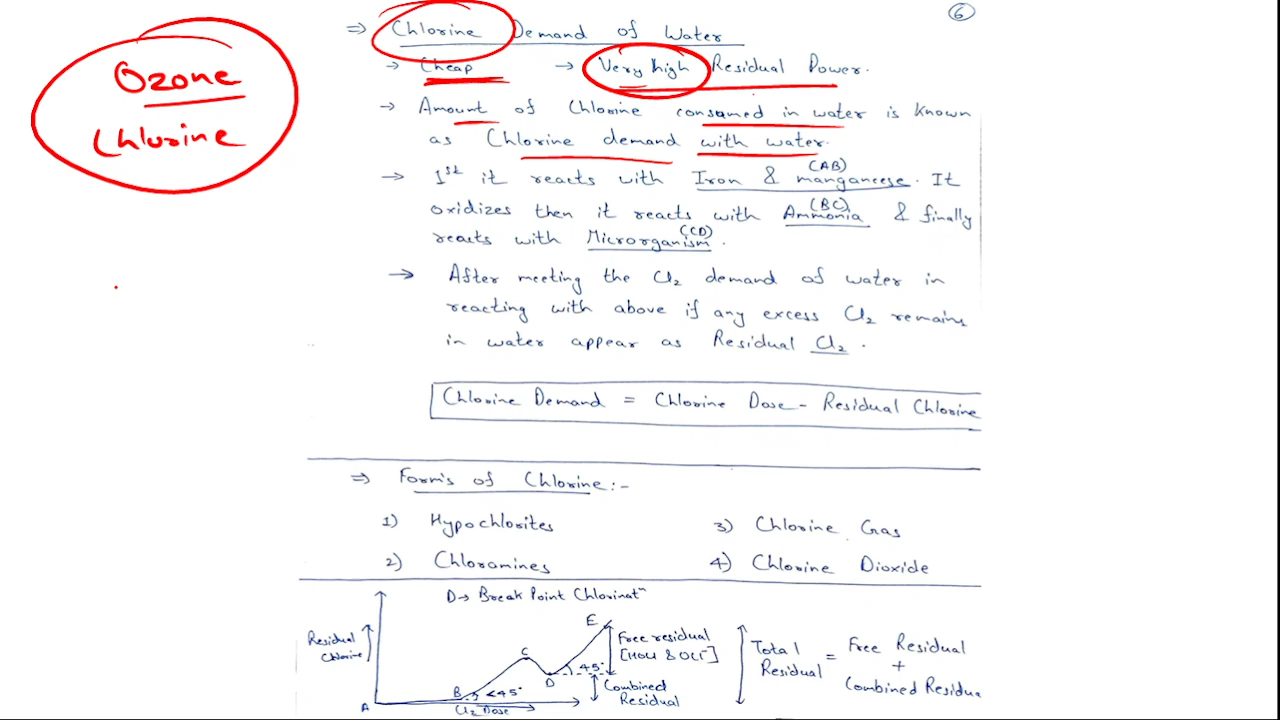 6
Ozone
Chlorine
⇒ Chlorine Demand of Water
→ Cheap → Very high Residual Power.
→ Amount of Chlorine consumed in water is known
as Chlorine demand with water.
→ 1st it reacts with Iron & manganese. It
(AB)
oxidizes then it reacts with Ammonia & finally
(BC)
reacts with Microrganism.
(CD)
→ After meeting the Cl2 demand of water in
reacting with above if any excess Cl2 remains
in water appear as Residual Cl2.
Chlorine Demand = Chlorine Dose - Residual Chlorine
⇒ Form's of Chlorine:-
1) Hypochlorites
2) Chloramines
3) Chlorine Gas
4) Chlorine Dioxide
D→ Break Point Chlorinatn
Residual
Chlorine
A
B
C
D
E
<45°
45°
Cl2 Dose
Free residual
[HOCl & OCl-]
Combined
Residual
Total
Residual
= Free Residual
+
Combined Residua